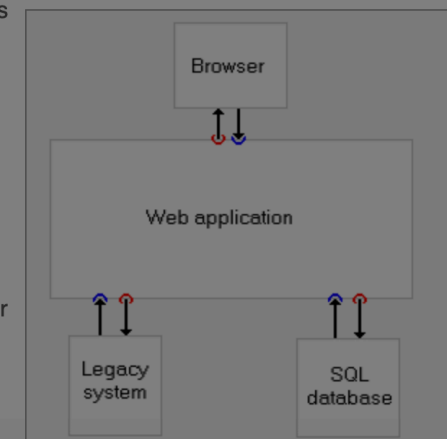 s
Browser
Web application
r
Legacy
system
SQL
database